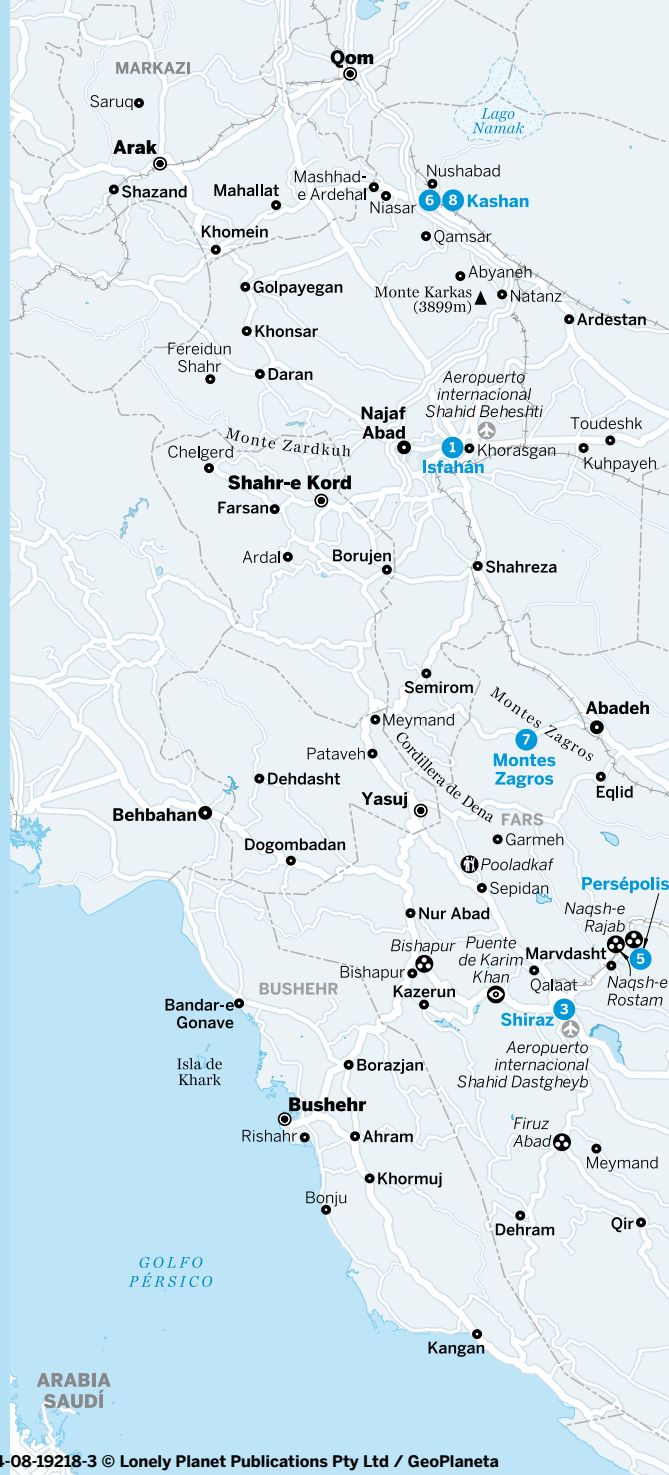 Qom
MARKAZI
Saruq
Lago
Namak
Arak
Shazand
Mahallat
Mashhad-
e Ardehal
Niasar
Nushabad
6 8 Kashan
Khomein
Qamsar
Abyaneh
Monte Karkas
(3899m)
Natanz
Golpayegan
Ardestan
Khonsar
Fereidun
Shahr
Daran
Aeropuerto
internacional
Shahid Beheshti
Najaf
Abad
Toudeshk
Monte Zardkuh
Chelgerd
1
Isfahán
Khorasgan
Kuhpayeh
Shahr-e Kord
Farsan
Ardal
Borujen
Shahreza
Semirom
Montes Zagros
Abadeh
Meymand
7
Montes
Zagros
Pataveh
Cordillera de Dena
Dehdasht
Eqlid
Yasuj
Behbahan
FARS
Garmeh
Dogombadan
Pooladkaf
Sepidan
Persépolis
Nur Abad
Naqsh-e
Rajab
Bishapur
Puente
de Karim
Khan
Marvdasht
5
Bishapur
Qalaat
Naqsh-e
Rostam
BUSHEHR
Kazerun
Bandar-e
Gonave
Shiraz
3
Isla de
Khark
Borazjan
Aeropuerto
internacional
Shahid Dastgheyb
Bushehr
Firuz
Abad
Rishahr
Ahram
Meymand
Khormuj
Bonju
Dehram
Qir
GOLFO
PÉRSICO
Kangan
ARABIA
SAUDÍ
4-08-19218-3 © Lonely Planet Publications Pty Ltd / GeoPlaneta